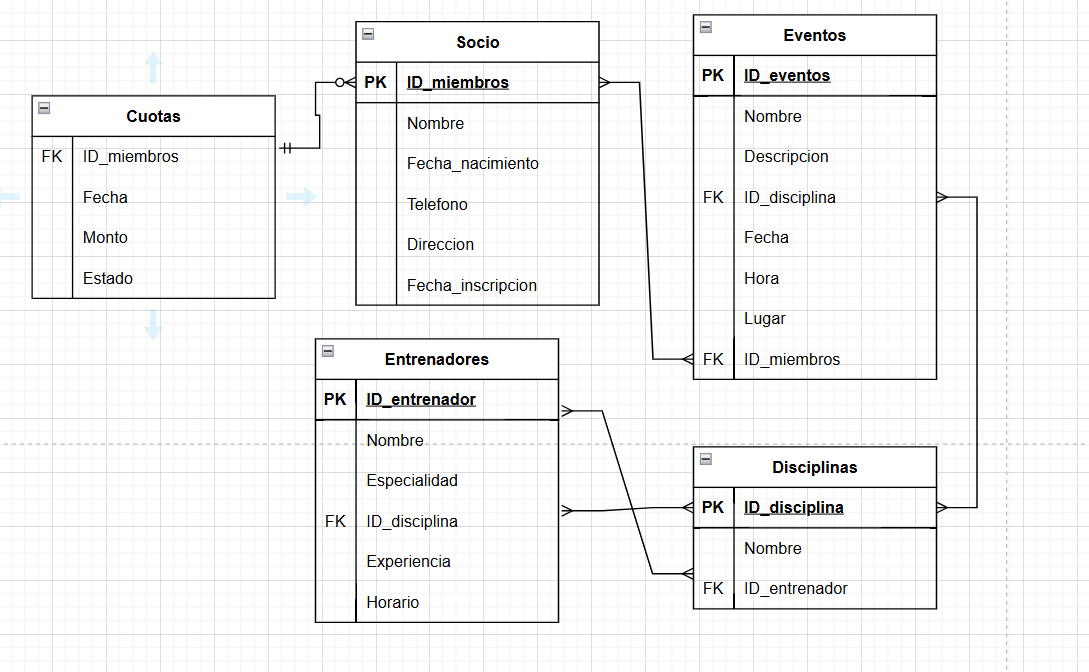 Cuotas
FK ID_miembros
Fecha
Monto
Estado
Socio
PK ID_miembros
Nombre
Fecha_nacimiento
Telefono
Direccion
Fecha_inscripcion
Eventos
PK ID_eventos
Nombre
Descripcion
FK ID_disciplina
Fecha
Hora
Lugar
FK ID_miembros
Entrenadores
PK ID_entrenador
Nombre
Especialidad
FK ID_disciplina
Experiencia
Horario
Disciplinas
PK ID_disciplina
Nombre
FK ID_entrenador